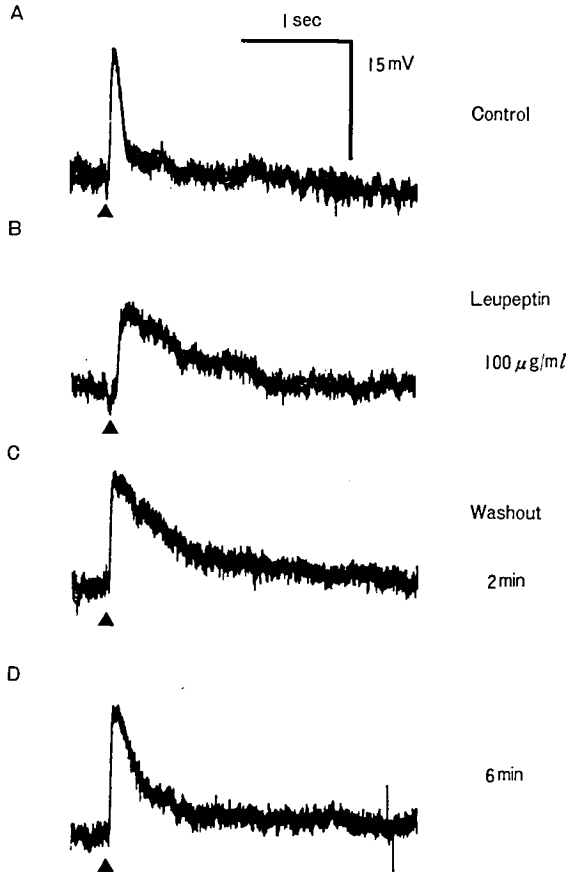 A
1 sec
15 mV
Control
B
Leupeptin
100 μg/ml
C
Washout
2 min
D
6 min